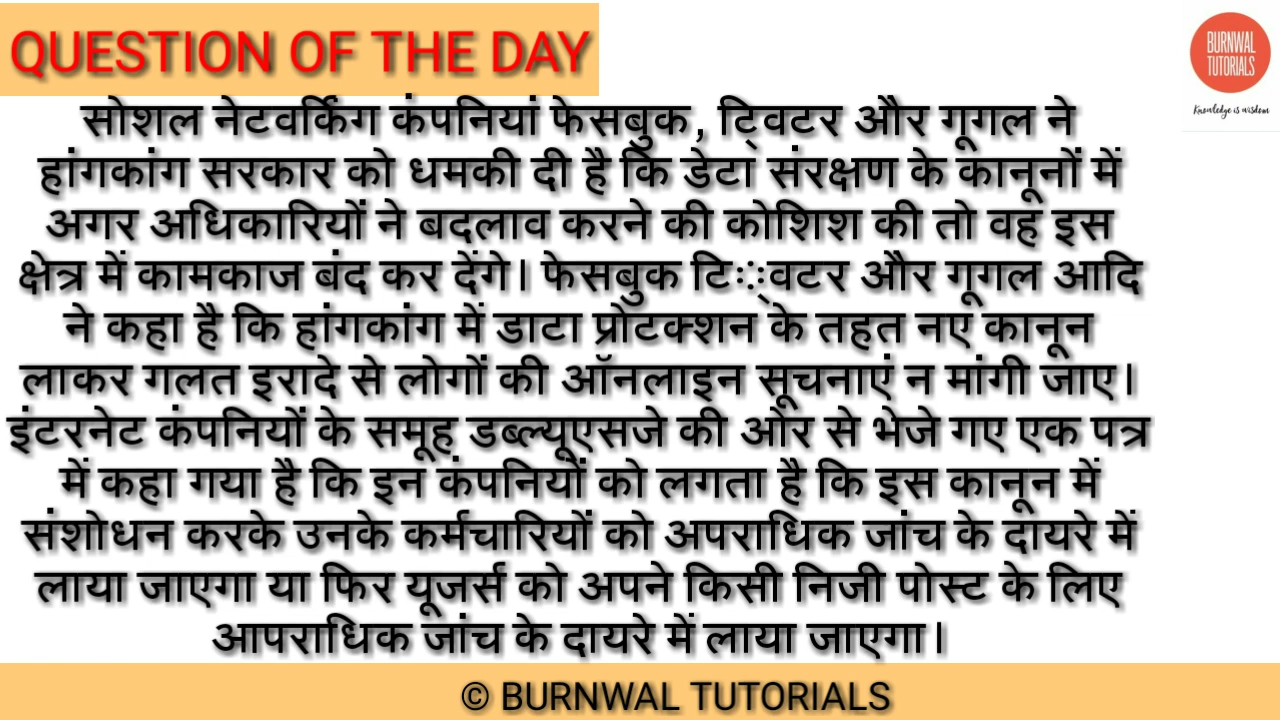 QUESTION OF THE DAY
BURNWAL
TUTORIALS
Knowledge is wisdom
सोशल नेटवर्किंग कंपनियां फेसबुक, ट्विटर और गूगल ने
हांगकांग सरकार को धमकी दी है कि डेटा संरक्षण के कानूनों में
अगर अधिकारियों ने बदलाव करने की कोशिश की तो वह इस
क्षेत्र में कामकाज बंद कर देंगे। फेसबुक टि्वटर और गूगल आदि
ने कहा है कि हांगकांग में डाटा प्रोटक्शन के तहत नए कानून
लाकर गलत इरादे से लोगों की ऑनलाइन सूचनाएं न मांगी जाए।
इंटरनेट कंपनियों के समूह डब्ल्यूएसजे की ओर से भेजे गए एक पत्र
में कहा गया है कि इन कंपनियों को लगता है कि इस कानून में
संशोधन करके उनके कर्मचारियों को अपराधिक जांच के दायरे में
लाया जाएगा या फिर यूजर्स को अपने किसी निजी पोस्ट के लिए
आपराधिक जांच के दायरे में लाया जाएगा।
© BURNWAL TUTORIALS